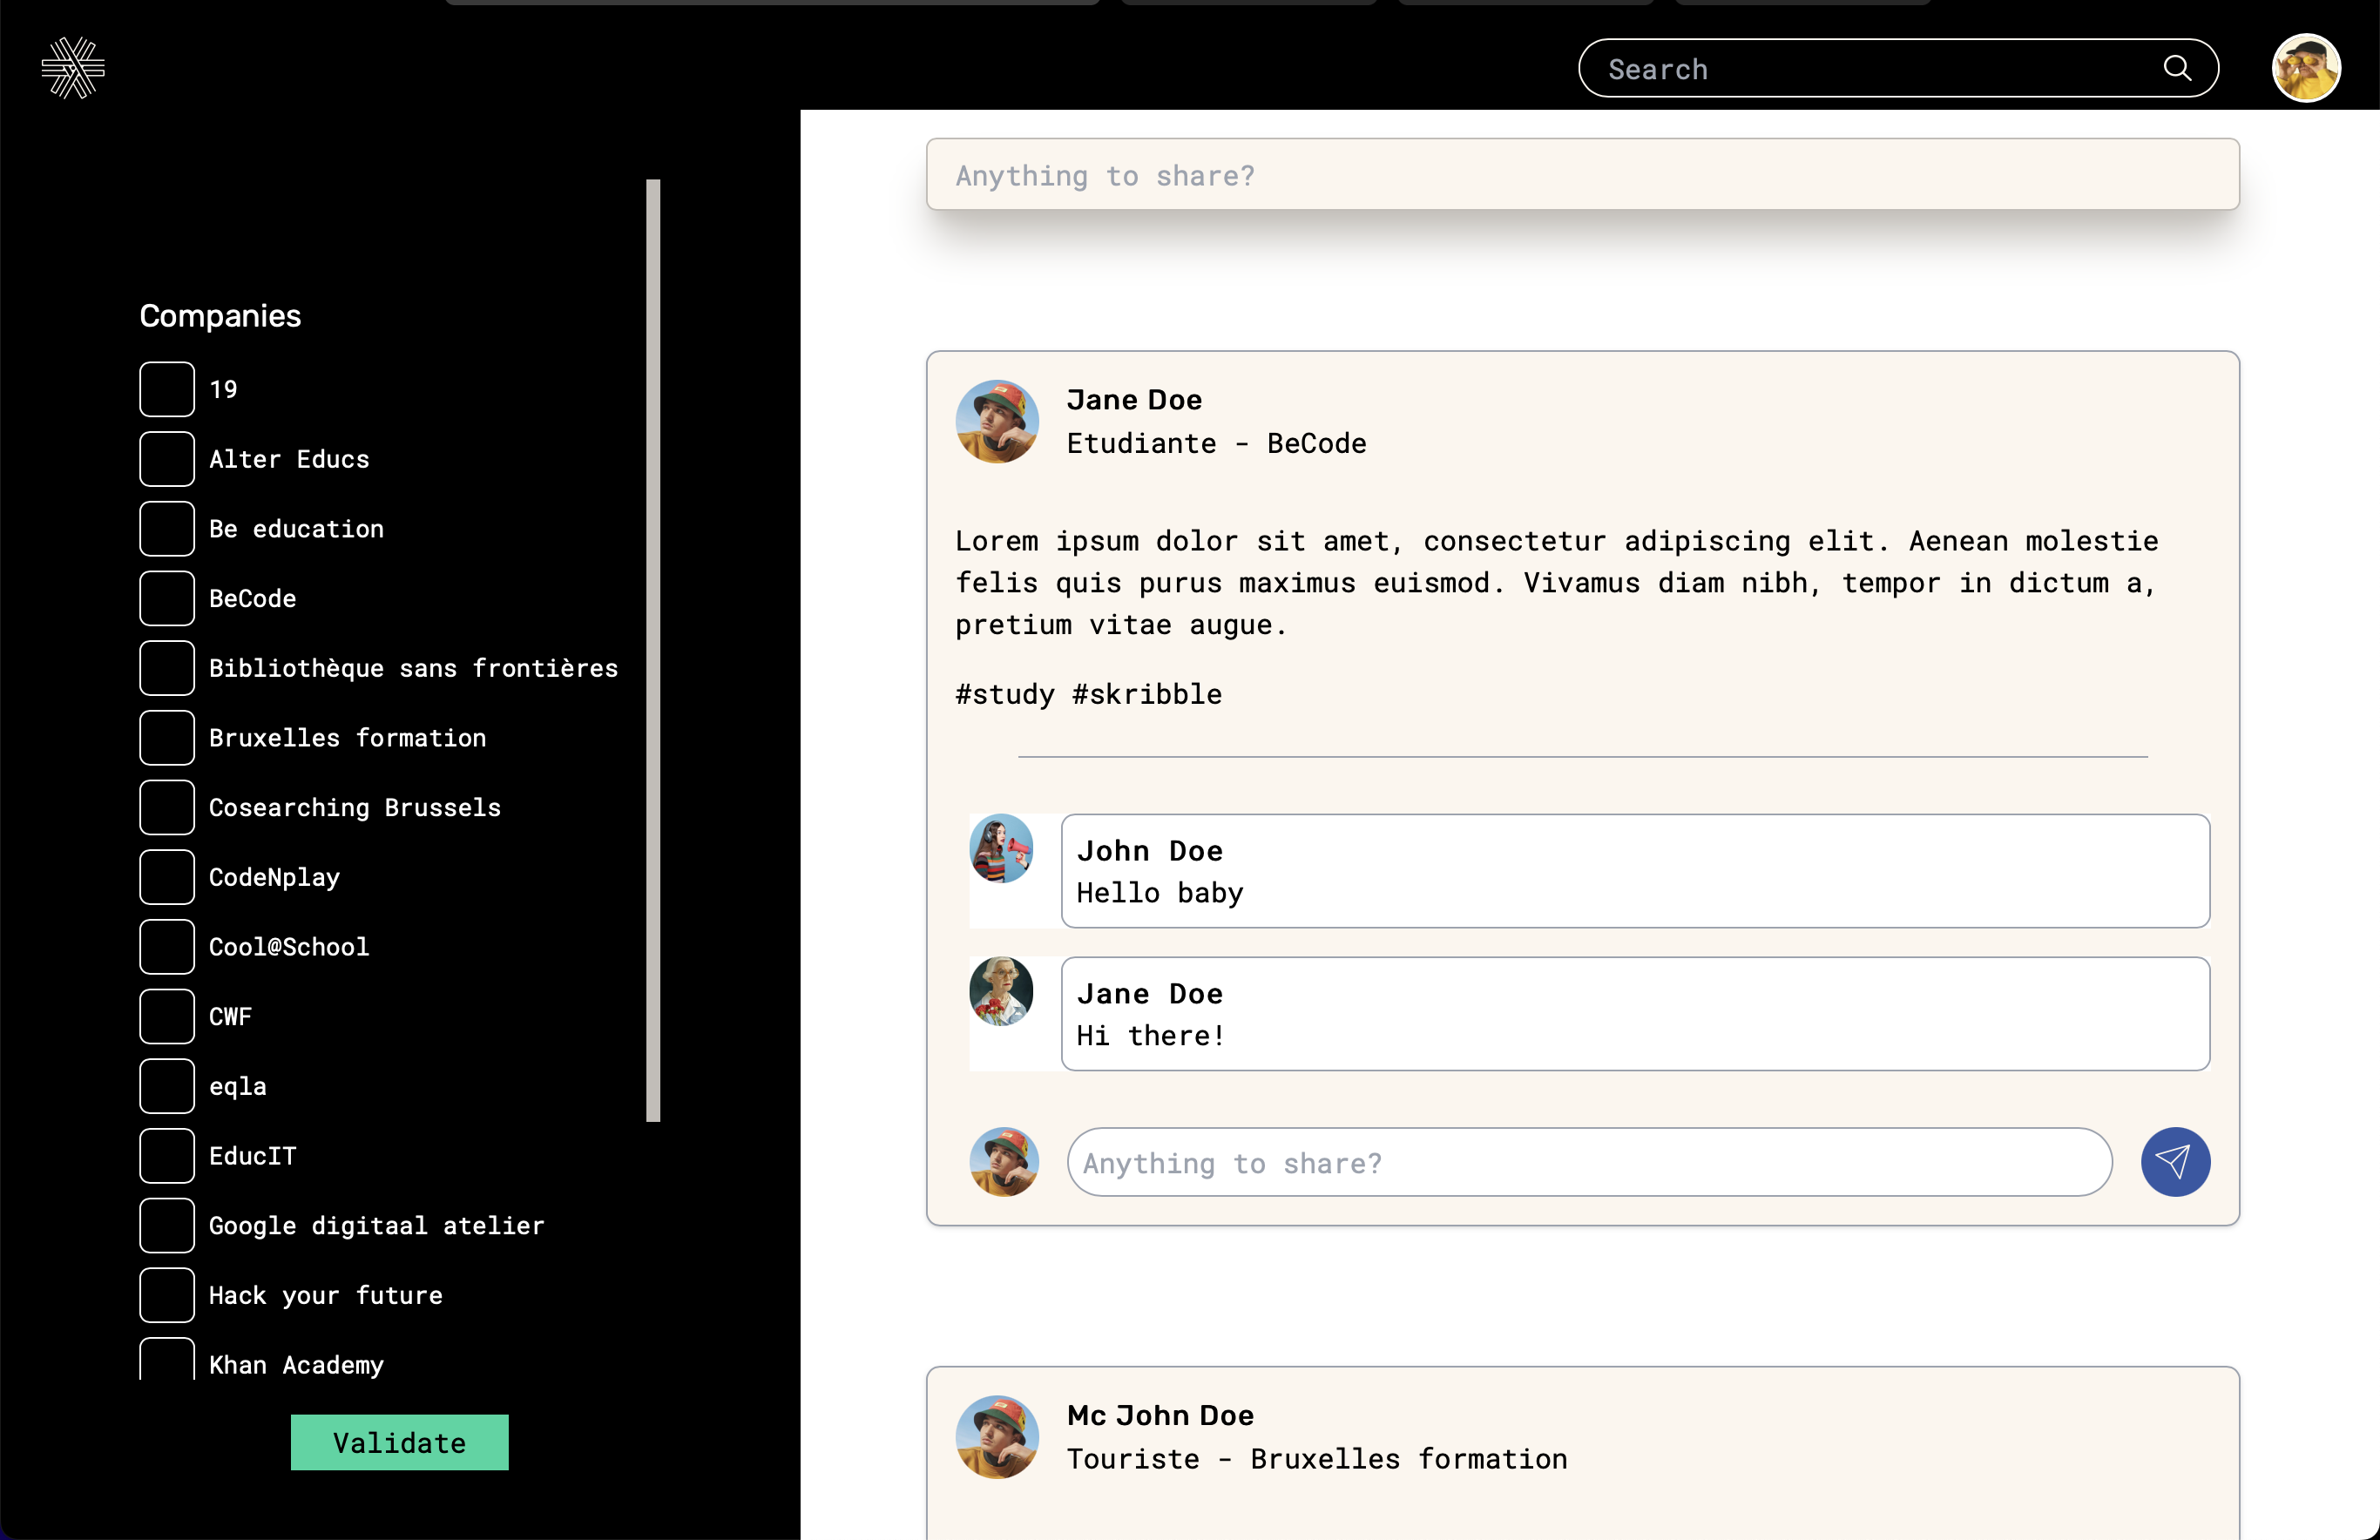 Search
Companies
19
Alter Educs
Be education
BeCode
Bibliothèque sans frontières
Bruxelles formation
Cosearching Brussels
CodeNplay
Cool@School
CWF
eqla
EducIT
Google digitaal atelier
Hack your future
Khan Academy
Validate
Anything to share?
Jane Doe
Etudiante - BeCode
Lorem ipsum dolor sit amet, consectetur adipiscing elit. Aenean molestie
felis quis purus maximus euismod. Vivamus diam nibh, tempor in dictum a,
pretium vitae augue.
#study #skribble
John Doe
Hello baby
Jane Doe
Hi there!
Anything to share?
Mc John Doe
Touriste - Bruxelles formation